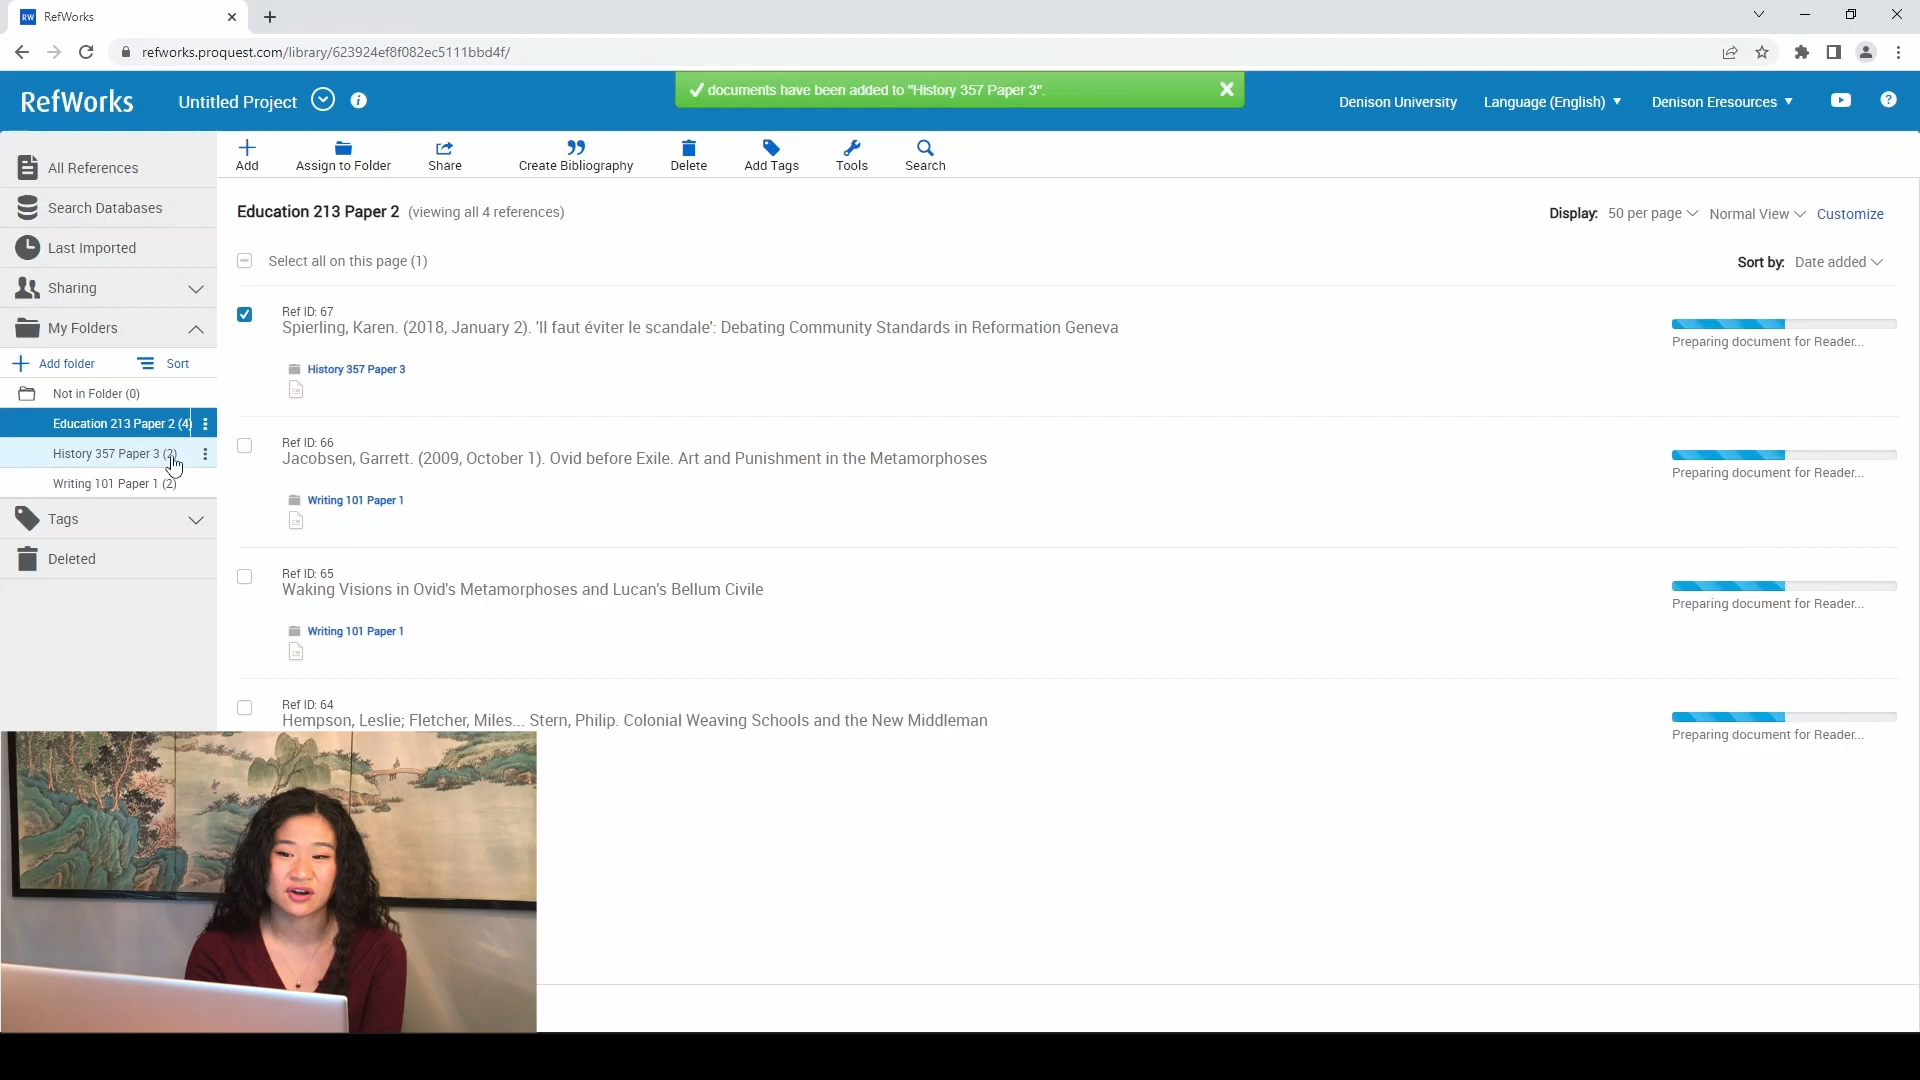 RW RefWorks
refworks.proquest.com/library/623924ef8f082ec5111bbd4f/
RefWorks
Untitled Project
documents have been added to "History 357 Paper 3".
Denison University
Language (English)
Denison Eresources
All References
Search Databases
Last Imported
Sharing
My Folders
Add folder
Sort
Not in Folder (0)
Education 213 Paper 2 (4)
History 357 Paper 3 (2)
Writing 101 Paper 1 (2)
Tags
Deleted
Add
Assign to Folder
Share
Create Bibliography
Delete
Add Tags
Tools
Search
Education 213 Paper 2 (viewing all 4 references)
Display: 50 per page Normal View Customize
Select all on this page (1)
Sort by: Date added
Ref ID: 67
Spierling, Karen. (2018, January 2). 'Il faut éviter le scandale': Debating Community Standards in Reformation Geneva
Preparing document for Reader...
History 357 Paper 3
Ref ID: 66
Jacobsen, Garrett. (2009, October 1). Ovid before Exile. Art and Punishment in the Metamorphoses
Preparing document for Reader...
Writing 101 Paper 1
Ref ID: 65
Waking Visions in Ovid's Metamorphoses and Lucan's Bellum Civile
Preparing document for Reader...
Writing 101 Paper 1
Ref ID: 64
Hempson, Leslie; Fletcher, Miles... Stern, Philip. Colonial Weaving Schools and the New Middleman
Preparing document for Reader...